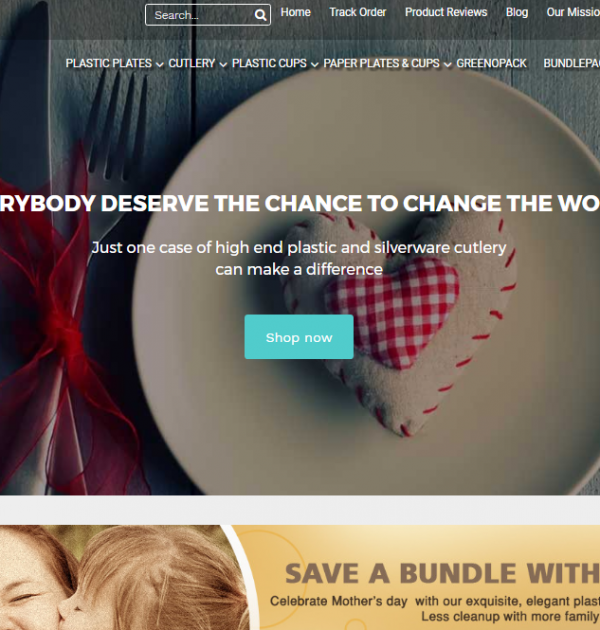 Search... Home Track Order Product Reviews Blog Our Missio
PLASTIC PLATES CUTLERY PLASTIC CUPS PAPER PLATES & CUPS GREENOPACK BUNDLEPA
RYBODY DESERVE THE CHANCE TO CHANGE THE WO
Just one case of high end plastic and silverware cutlery
can make a difference
Shop now
SAVE A BUNDLE WITH
Celebrate Mother's day with our exquisite, elegant plast
Less cleanup with more family